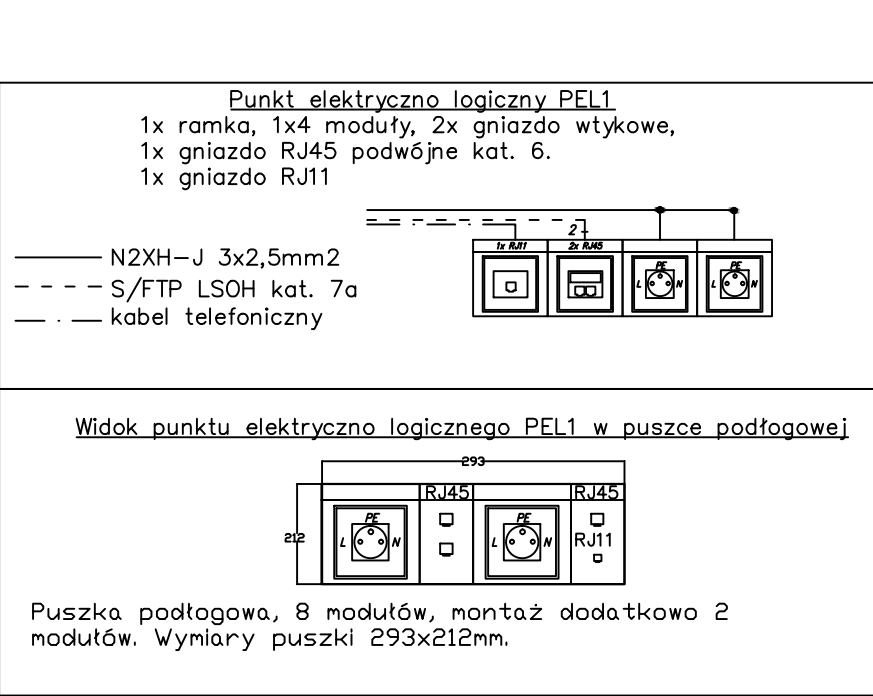 Punkt elektryczno logiczny PEL1
1x ramka, 1x4 moduły, 2x gniazdo wtykowe,
1x gniazdo RJ45 podwójne kat. 6.
1x gniazdo RJ11
2
1x RJ11 2x RJ45
N2XH-J 3x2,5mm2
PE PE
L N L N
S/FTP LSOH kat. 7a
kabel telefoniczny
Widok punktu elektryczno logicznego PEL1 w puszce podłogowej
293
RJ45 RJ45
PE PE
212
L N L N RJ11
Puszka podłogowa, 8 modułów, montaż dodatkowo 2
modułów. Wymiary puszki 293x212mm.